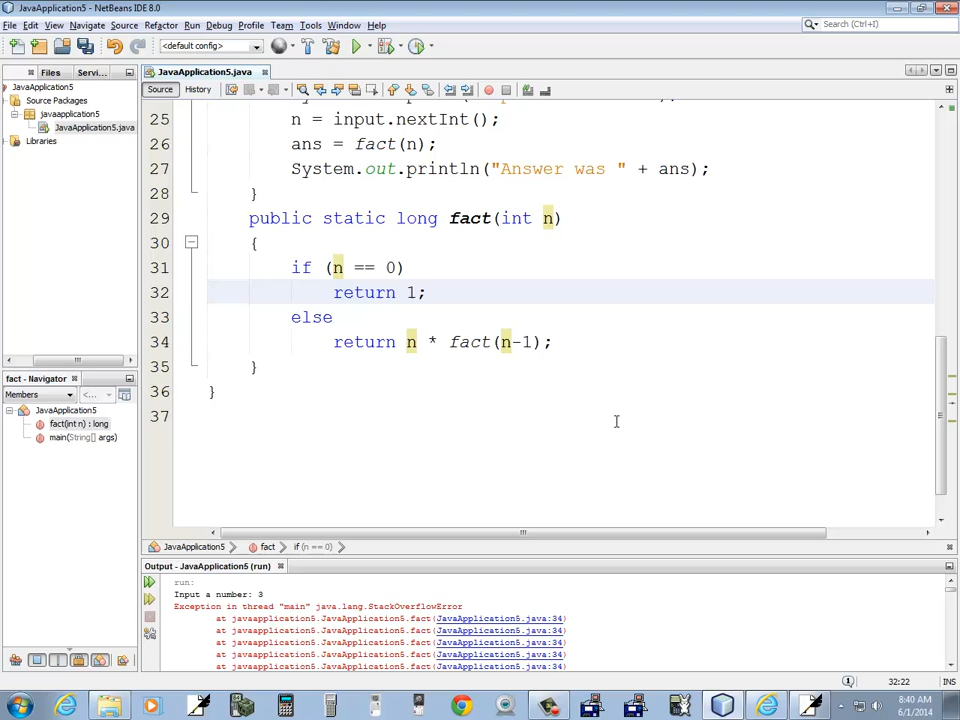 JavaApplication5 - NetBeans IDE 8.0
File Edit View Navigate Source Refactor Run Debug Profile Team Tools Window Help
<default config>
Search (Ctrl+I)
Files Servi...
JavaApplication5.java
JavaApplication5
Source Packages
javaapplication5
JavaApplication5.java
Libraries
Source History
25 n = input.nextInt();
26 ans = fact(n);
27 System.out.println("Answer was " + ans);
28 }
29 public static long fact(int n)
30 {
31 if (n == 0)
32 return 1;
33 else
34 return n * fact(n-1);
35 }
36 }
37
fact - Navigator
Members <...
JavaApplication5
fact(int n) : long
main(String[] args)
JavaApplication5 fact if (n == 0)
Output - JavaApplication5 (run)
run:
Input a number: 3
Exception in thread "main" java.lang.StackOverflowError
at javaapplication5.JavaApplication5.fact(JavaApplication5.java:34)
at javaapplication5.JavaApplication5.fact(JavaApplication5.java:34)
at javaapplication5.JavaApplication5.fact(JavaApplication5.java:34)
at javaapplication5.JavaApplication5.fact(JavaApplication5.java:34)
at javaapplication5.JavaApplication5.fact(JavaApplication5.java:34)
1 32:22 INS
8:40 AM
6/1/2014